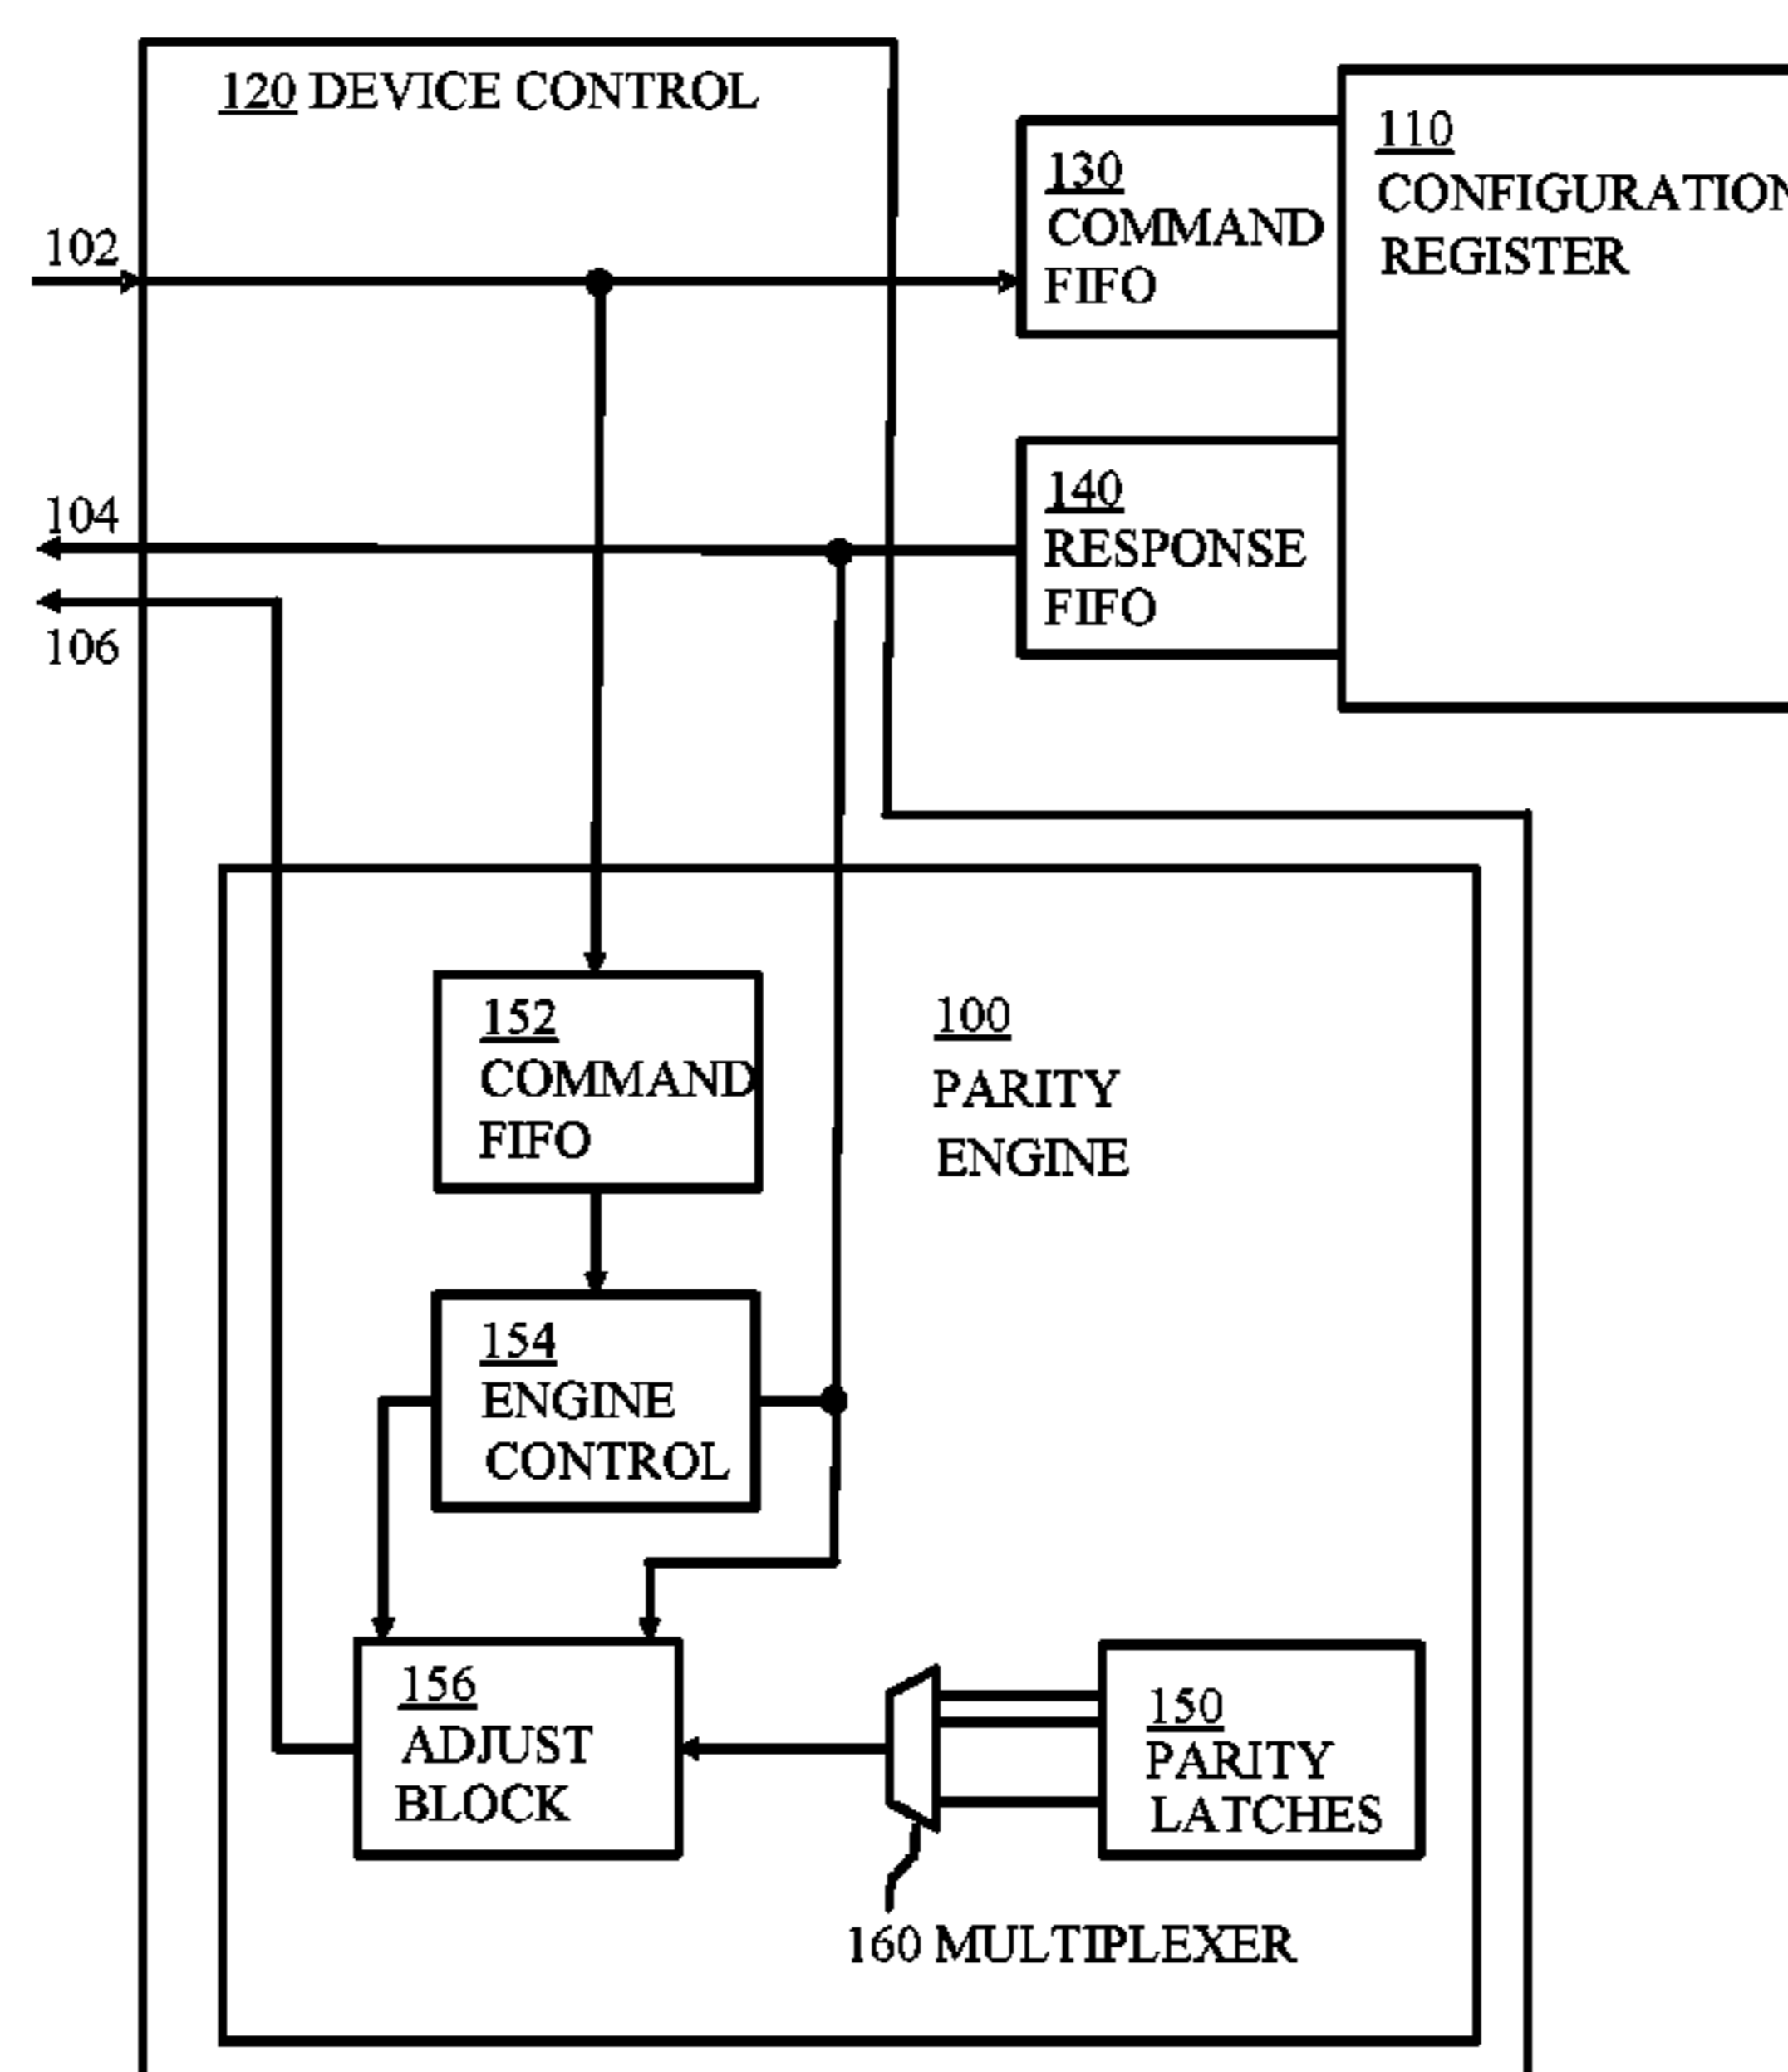 120 DEVICE CONTROL
130
COMMAND
FIFO
110
CONFIGURATION
REGISTER
102
104
140
RESPONSE
FIFO
106
152
COMMAND
FIFO
100
PARITY
ENGINE
154
ENGINE
CONTROL
156
ADJUST
BLOCK
150
PARITY
LATCHES
160 MULTIPLEXER